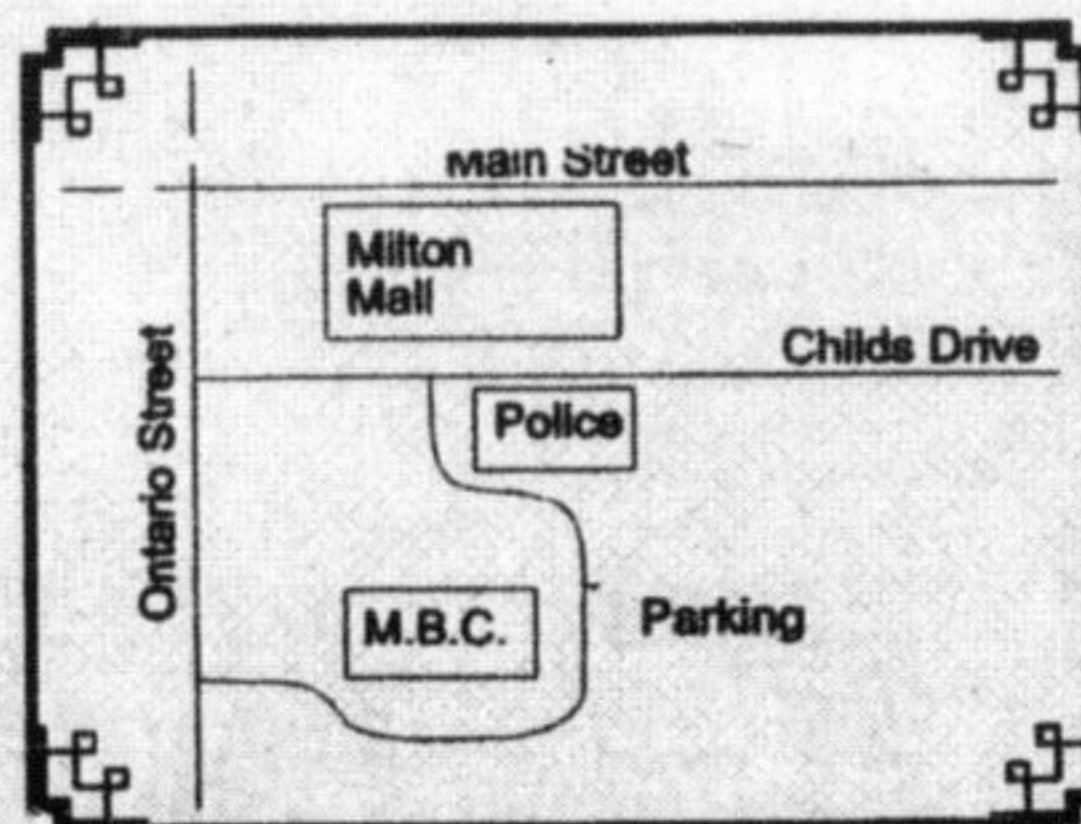 Main Street
Milton
Mall
Childs Drive
Police
Ontario Street
M.B.C.
Parking